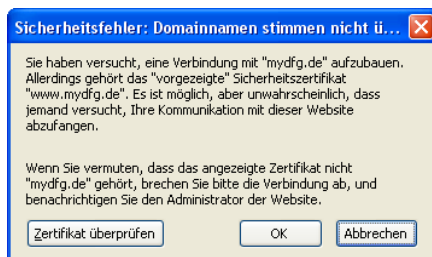 Sicherheitsfehler: Domainnamen stimmen nicht ü...
Sie haben versucht, eine Verbindung mit "mydfg.de" aufzubauen.
Allerdings gehört das "vorgezeigte" Sicherheitszertifikat
"www.mydfg.de". Es ist möglich, aber unwahrscheinlich, dass
jemand versucht, Ihre Kommunikation mit dieser Website
abzufangen.
Wenn Sie vermuten, dass das angezeigte Zertifikat nicht
"mydfg.de" gehört, brechen Sie bitte die Verbindung ab, und
benachrichtigen Sie den Administrator der Website.
Zertifikat überprüfen OK Abbrechen